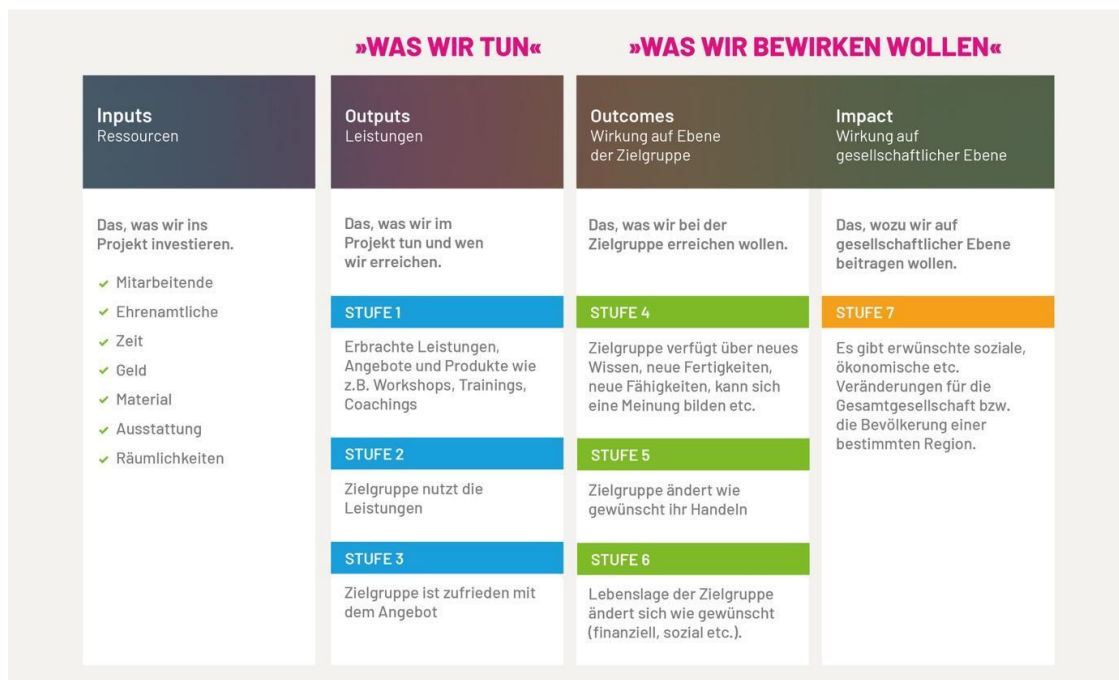 »WAS WIR TUN«
»WAS WIR BEWIRKEN WOLLEN«
Inputs
Ressourcen
Das, was wir ins
Projekt investieren.
Mitarbeitende
Ehrenamtliche
Zeit
Geld
Material
Ausstattung
Räumlichkeiten
Outputs
Leistungen
Das, was wir im
Projekt tun und wen
wir erreichen.
STUFE 1
Erbrachte Leistungen,
Angebote und Produkte wie
z.B. Workshops, Trainings,
Coachings
STUFE 2
Zielgruppe nutzt die
Leistungen
STUFE 3
Zielgruppe ist zufrieden mit
dem Angebot
Outcomes
Wirkung auf Ebene
der Zielgruppe
Das, was wir bei der
Zielgruppe erreichen wollen.
STUFE 4
Zielgruppe verfügt über neues
Wissen, neue Fertigkeiten,
neue Fähigkeiten, kann sich
eine Meinung bilden etc.
STUFE 5
Zielgruppe ändert wie
gewünscht ihr Handeln
STUFE 6
Lebenslage der Zielgruppe
ändert sich wie gewünscht
(finanziell, sozial etc.).
Impact
Wirkung auf
gesellschaftlicher Ebene
Das, wozu wir auf
gesellschaftlicher Ebene
beitragen wollen.
STUFE 7
Es gibt erwünschte soziale,
ökonomische etc.
Veränderungen für die
Gesamtgesellschaft bzw.
die Bevölkerung einer
bestimmten Region.